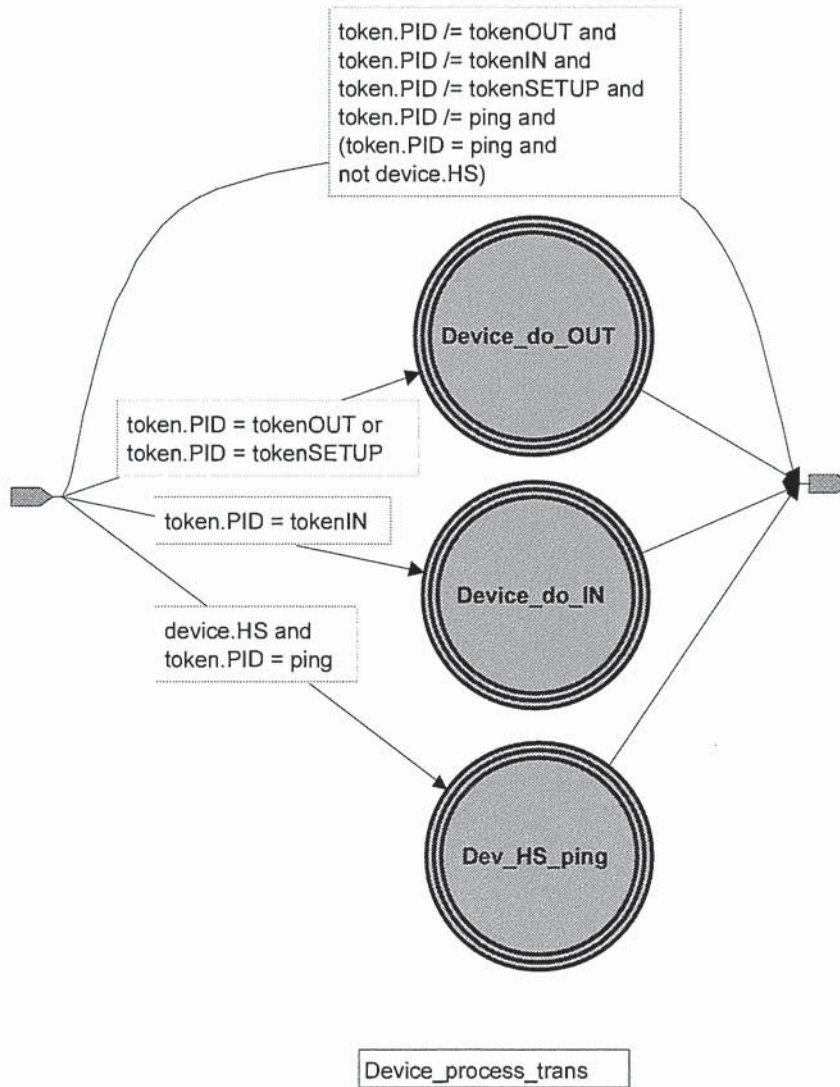 token.PID /= tokenOUT and
token.PID /= tokenIN and
token.PID /= tokenSETUP and
token.PID /= ping and
(token.PID = ping and
not device.HS)
Device_do_OUT
token.PID = tokenOUT or
token.PID = tokenSETUP
token.PID = tokenIN
Device_do_IN
device.HS and
token.PID = ping
Dev_HS_ping
Device_process_trans